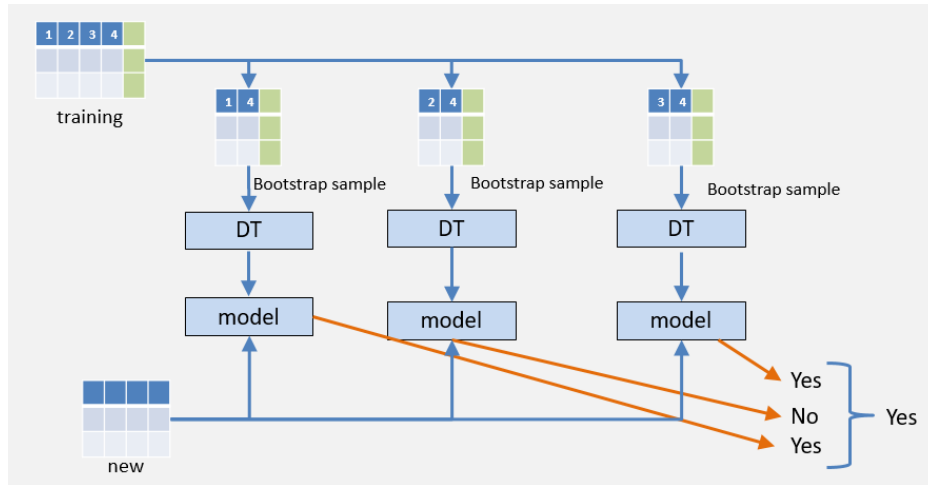 1 2 3 4
training
1 4
2 4
3 4
Bootstrap sample
Bootstrap sample
Bootstrap sample
DT
DT
DT
model
model
model
Yes
No
Yes
Yes
new